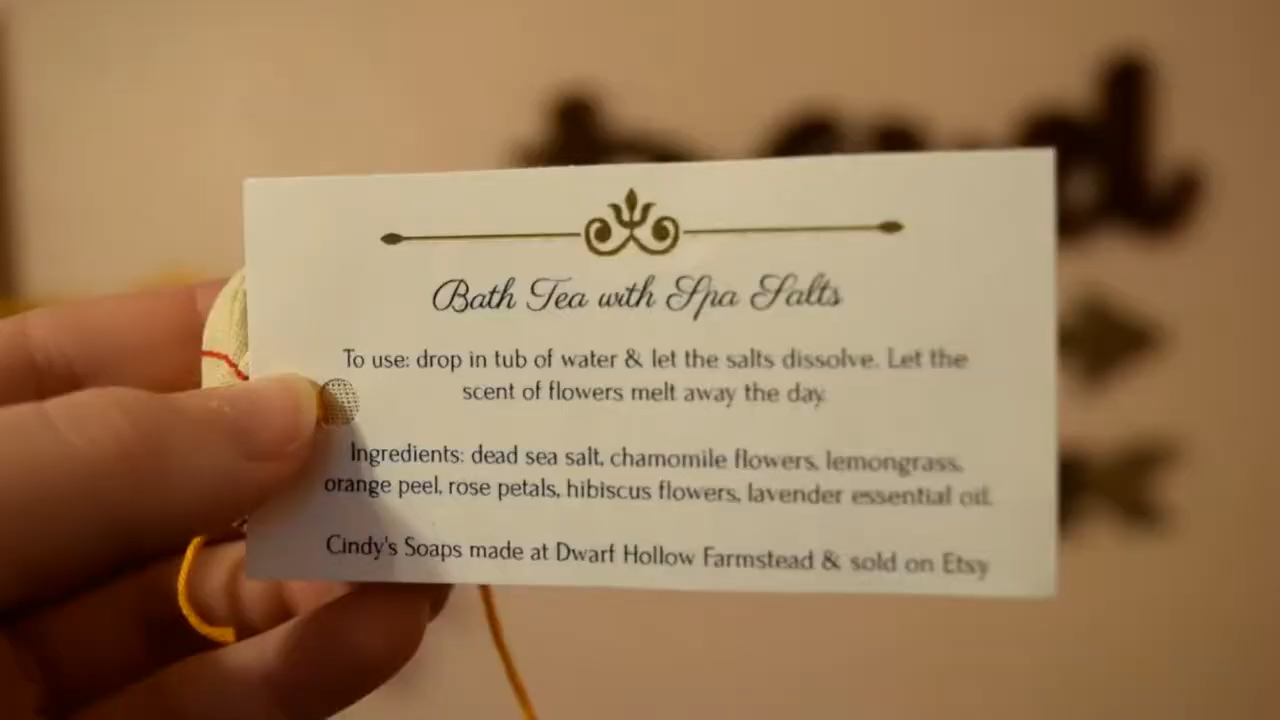 Bath Tea with Spa Salts
To use: drop in tub of water & let the salts dissolve. Let the
scent of flowers melt away the day.
Ingredients: dead sea salt, chamomile flowers, lemongrass,
orange peel, rose petals, hibiscus flowers, lavender essential oil.
Cindy's Soaps made at Dwarf Hollow Farmstead & sold on Etsy